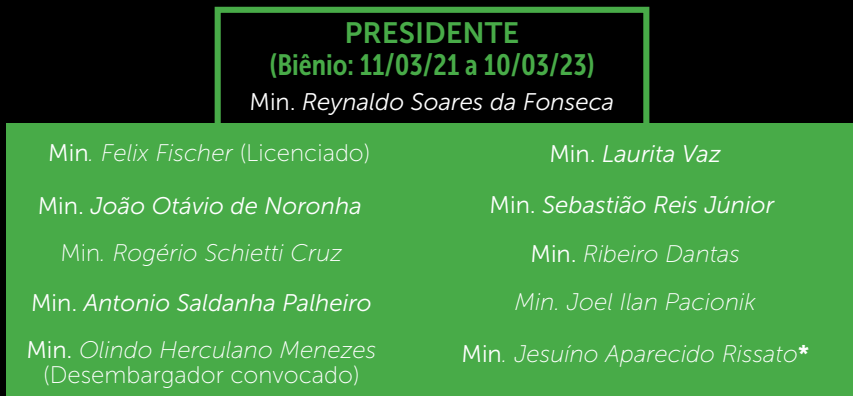 PRESIDENTE
(Biênio: 11/03/21 a 10/03/23)
Min. Reynaldo Soares da Fonseca
Min. Felix Fischer (Licenciado)
Min. Laurita Vaz
Min. João Otávio de Noronha
Min. Sebastião Reis Júnior
Min. Rogério Schietti Cruz
Min. Ribeiro Dantas
Min. Antonio Saldanha Palheiro
Min. Joel Ilan Pacionik
Min. Olindo Herculano Menezes
(Desembargador convocado)
Min. Jesuíno Aparecido Rissato*